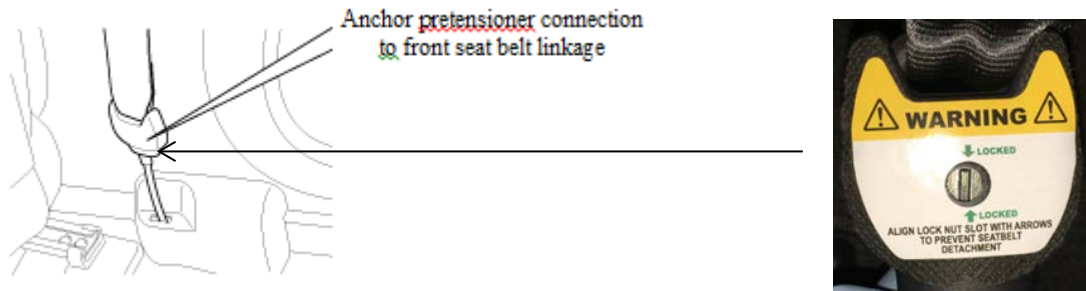 Anchor pretensioner connection
to front seat belt linkage
WARNING
LOCKED
LOCKED
ALIGN LOCK NUT SLOT WITH ARROWS
TO PREVENT SEATBELT
DETACHMENT